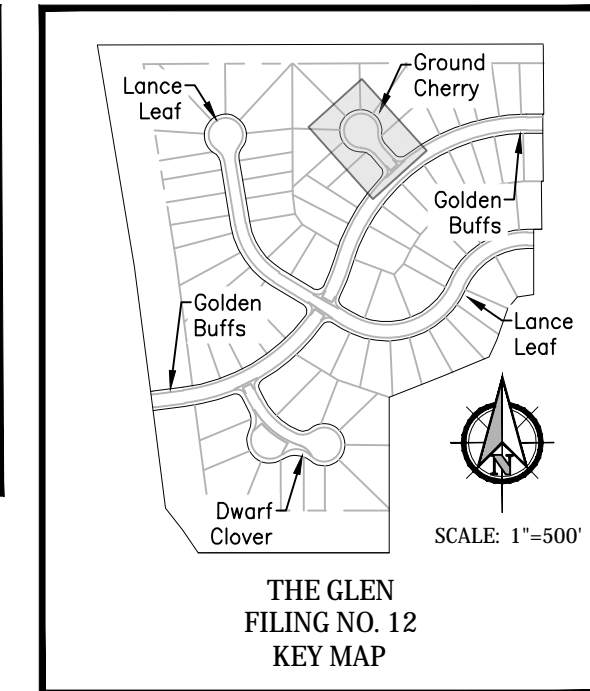 Lance
Leaf
Ground
Cherry
Golden
Buffs
Golden
Buffs
Lance
Leaf
Dwarf
Clover
N
SCALE: 1"=500'
THE GLEN
FILING NO. 12
KEY MAP